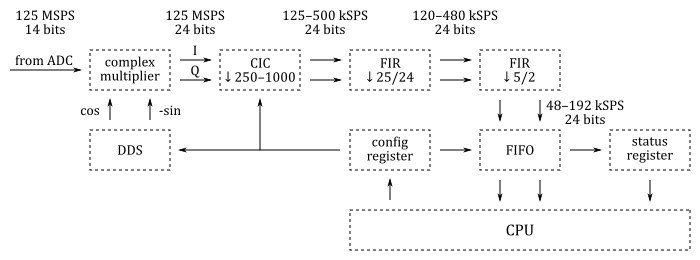 125 MSPS
14 bits
125 MSPS
24 bits
125–500 kSPS
24 bits
120–480 kSPS
24 bits
from ADC
complex
multiplier
I
Q
CIC
↓250–1000
FIR
↓25/24
FIR
↓5/2
cos
-sin
48–192 kSPS
24 bits
DDS
config
register
FIFO
status
register
CPU